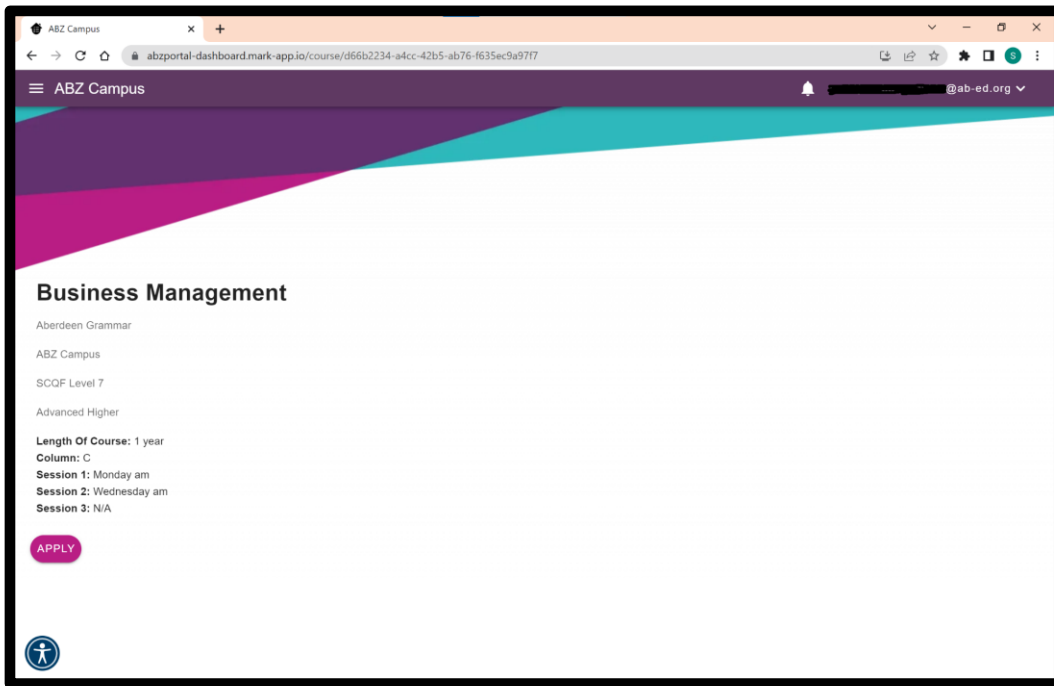 ABZ Campus
abzportal-dashboard.mark-app.io/course/d66b2234-a4cc-42b5-ab76-f635ec9a97f7
S
ABZ Campus
@ab-ed.org
Business Management
Aberdeen Grammar
ABZ Campus
SCQF Level 7
Advanced Higher
Length Of Course: 1 year
Column: C
Session 1: Monday am
Session 2: Wednesday am
Session 3: N/A
APPLY